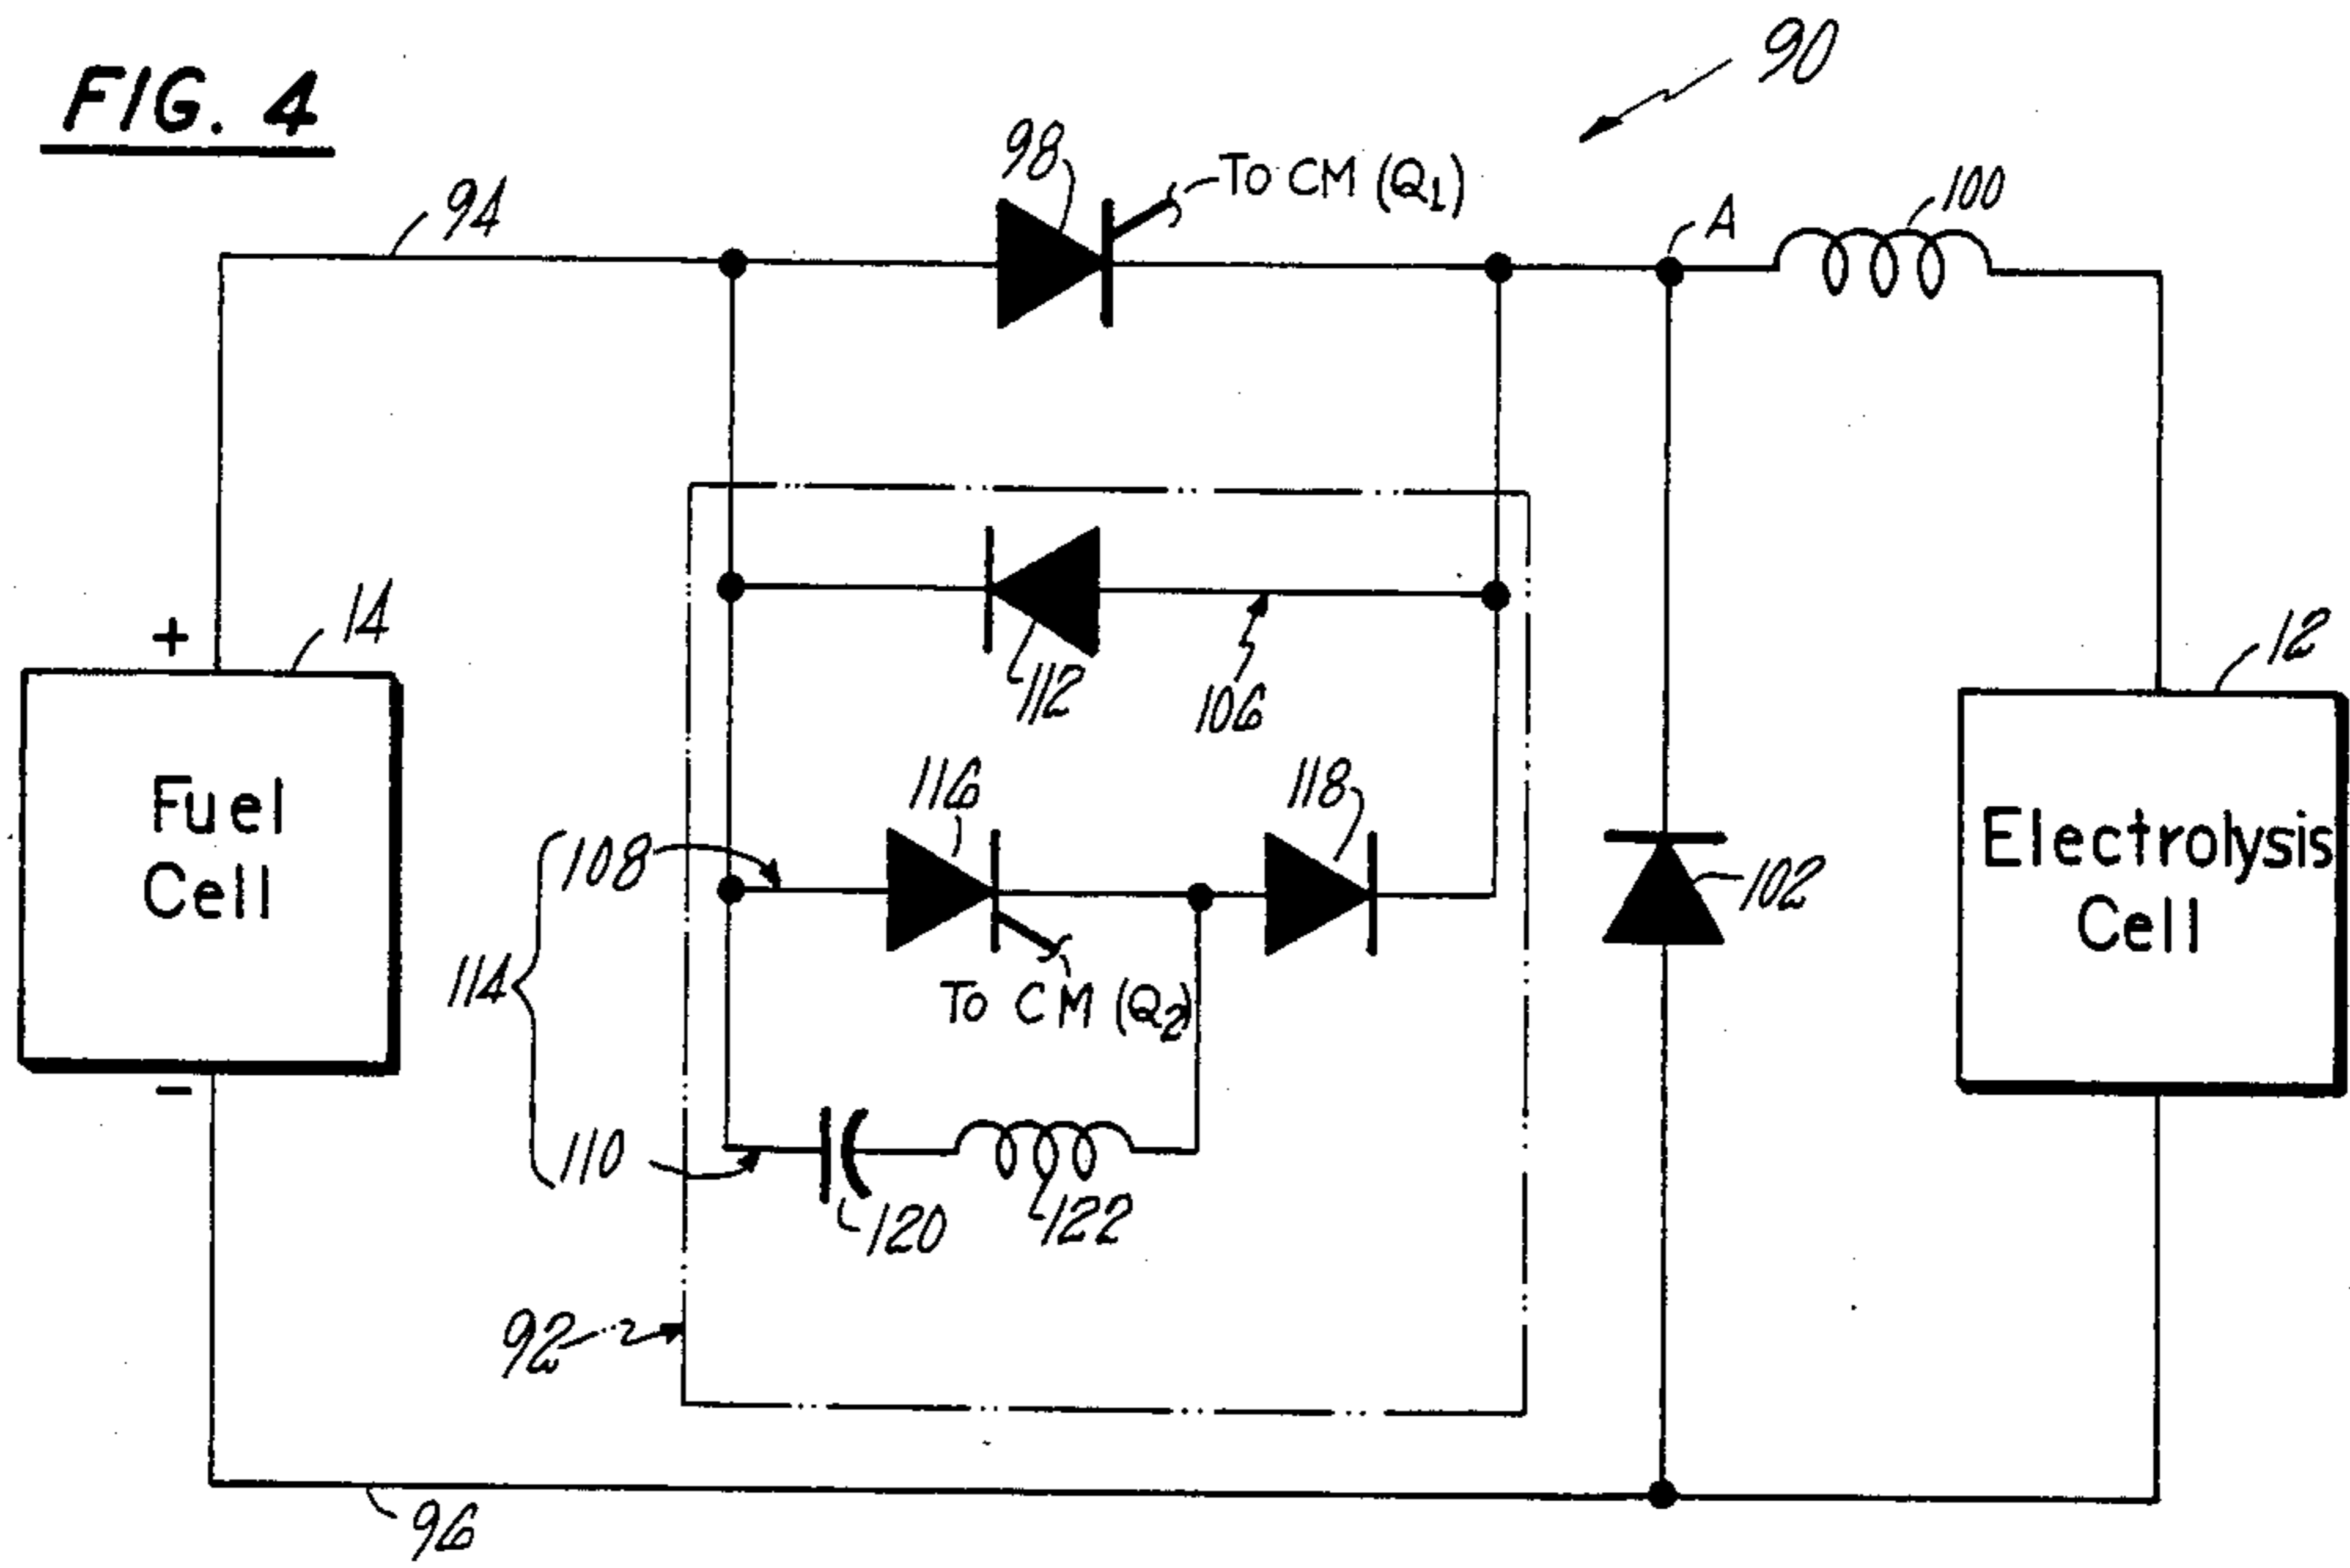 FIG. 4
90
98
To CM (Q1)
94
A
100
+
14
112
106
12
Fuel
Cell
116
118
Electrolysis
Cell
108
102
114
To CM (Q2)
−
110
120
122
92
96